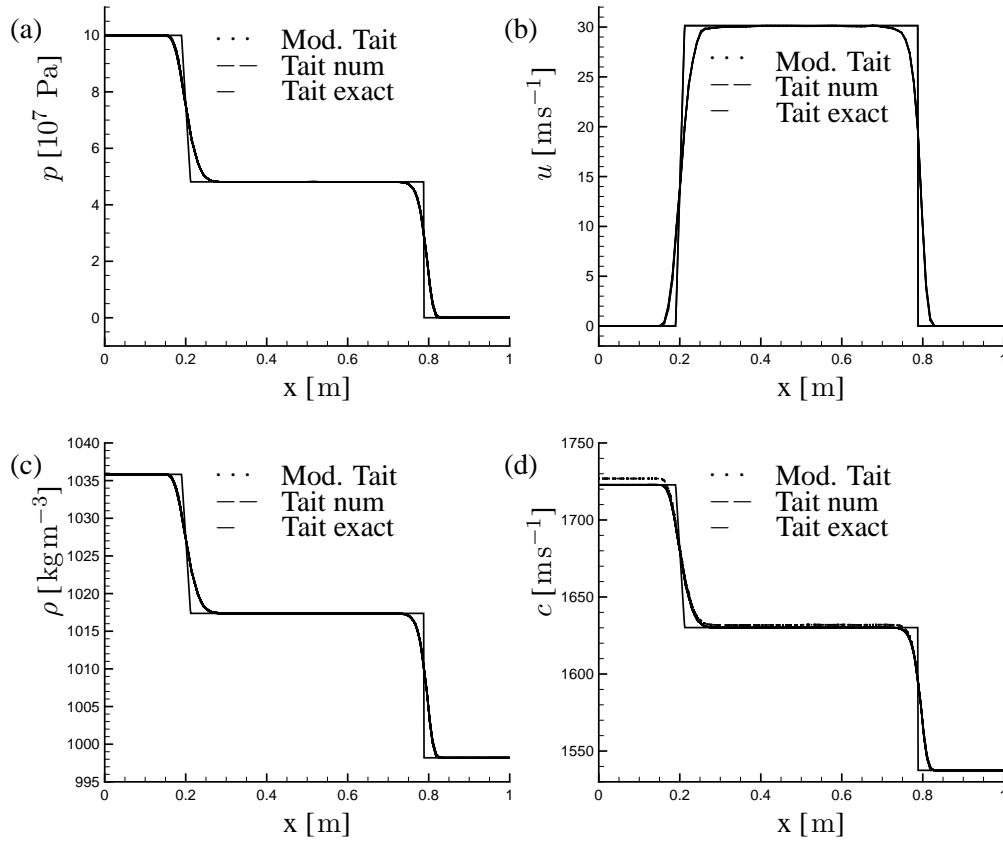 (a)
Mod. Tait
Tait num
Tait exact
p [10⁷ Pa]
10
8
6
4
2
0
0 0.2 0.4 0.6 0.8 1
x [m]
(b)
Mod. Tait
Tait num
Tait exact
u [ms⁻¹]
30
25
20
15
10
5
0
0 0.2 0.4 0.6 0.8 1
x [m]
(c)
Mod. Tait
Tait num
Tait exact
ρ [kg m⁻³]
1040
1035
1030
1025
1020
1015
1010
1005
1000
995
0 0.2 0.4 0.6 0.8 1
x [m]
(d)
Mod. Tait
Tait num
Tait exact
c [ms⁻¹]
1750
1700
1650
1600
1550
0 0.2 0.4 0.6 0.8 1
x [m]